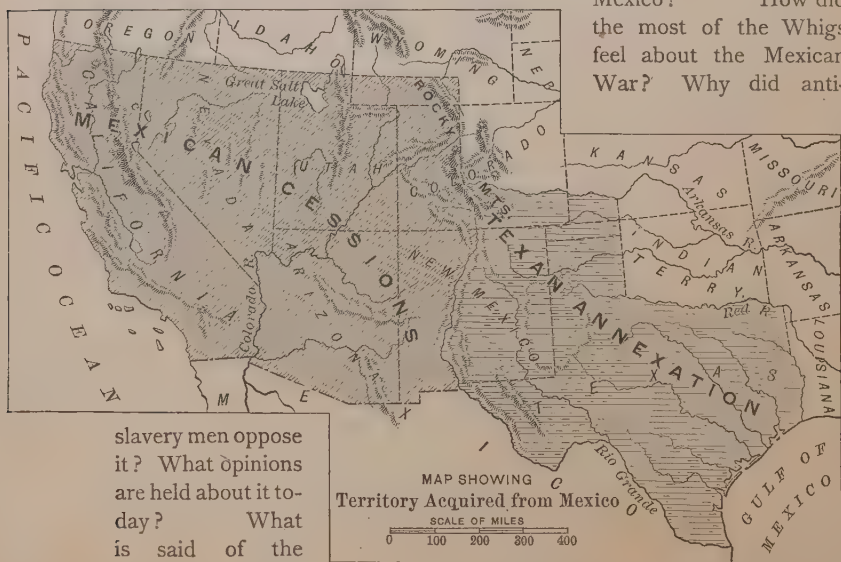 Mexico? How did
the most of the Whigs
feel about the Mexican
War? Why did anti-
OREGON
IDAHO
WYOMING
NEB
PACIFIC OCEAN
CALIFORNIA
NEVADA
Great Salt
Lake
UTAH
ROCKY
MTS.
COLORADO
KANSAS
MISSOURI
Arkansas R.
INDIAN
TERRY.
ARKANSAS
LOUISIANA
MEXICAN
CESSIONS
ARIZONA
NEW
MEXICO
Colorado R.
TEXAN ANNEXATION
TEXAS
Red R.
Rio Grande
MEXICO
GULF OF
MEXICO
MAP SHOWING
Territory Acquired from Mexico
SCALE OF MILES
0 100 200 300 400
slavery men oppose
it? What opinions
are held about it to-
day? What
is said of the